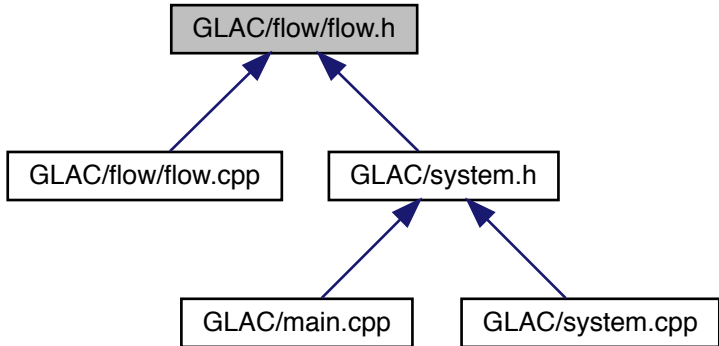 GLAC/flow/flow.h
GLAC/flow/flow.cpp
GLAC/system.h
GLAC/main.cpp
GLAC/system.cpp